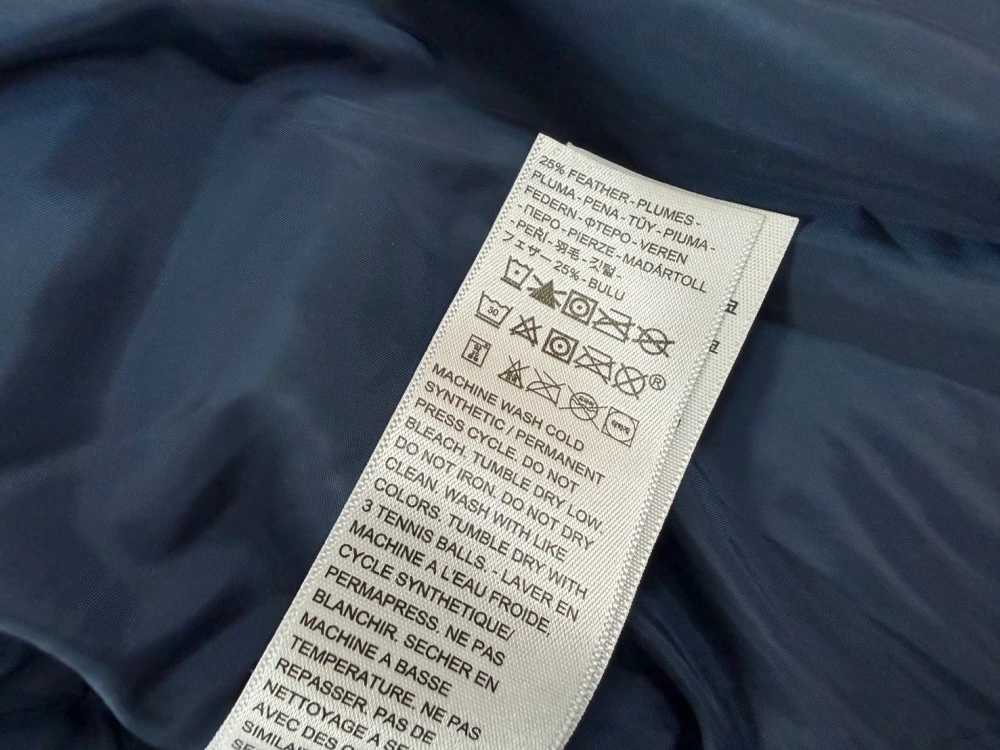 25% FEATHER - PLUMES -
PLUMA - PENA - TÜY - PIUMA -
FEDERN - ΦΤΕΡΟ - VEREN
- ПЕРО - PIERZE - MADÁRTOLL
- PEŘÍ - 羽毛 - 깃털 -
フェザー 25% - BULU
30
®
MACHINE WASH COLD
SYNTHETIC / PERMANENT
PRESS CYCLE. DO NOT
BLEACH. TUMBLE DRY LOW
DO NOT IRON. DO NOT DRY
CLEAN. WASH WITH LIKE
COLORS. TUMBLE DRY WITH
3 TENNIS BALLS. - LAVER EN
MACHINE A L'EAU FROIDE,
CYCLE SYNTHETIQUE/
PERMAPRESS. NE PAS
BLANCHIR. SECHER EN
MACHINE A BASSE
TEMPERATURE. NE PAS
REPASSER. PAS DE
NETTOYAGE A SE
AVEC DES
SIMILA